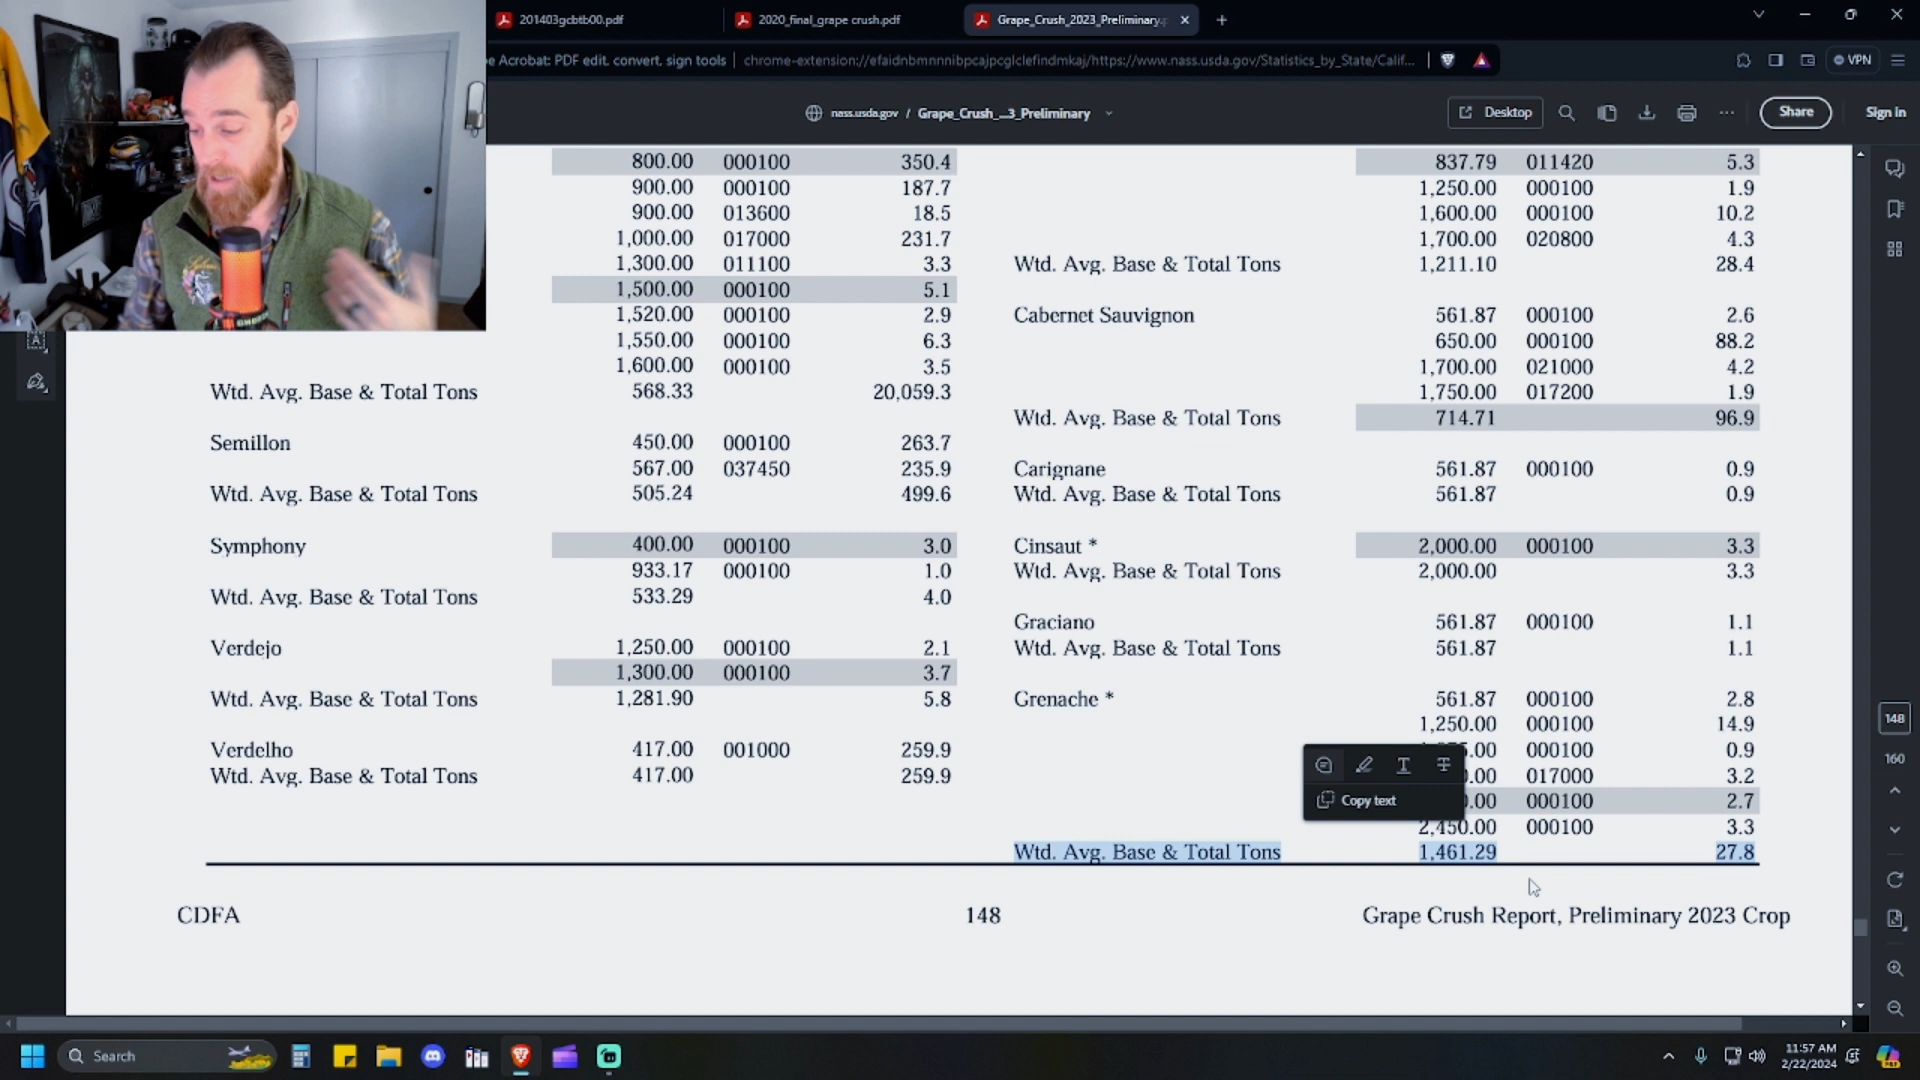 201403gcbtb00.pdf
2020_final_grape crush.pdf
Grape_Crush_2023_Preliminary.
e Acrobat: PDF edit, convert, sign tools
chrome-extension://efaidnbmnnnibpcajpcglclefindmkaj/https://www.nass.usda.gov/Statistics_by_State/Calif...
VPN
nass.usda.gov / Grape_Crush_...3_Preliminary
Desktop
Share
Sign in
800.00 000100 350.4
900.00 000100 187.7
900.00 013600 18.5
1,000.00 017000 231.7
1,300.00 011100 3.3
1,500.00 000100 5.1
1,520.00 000100 2.9
1,550.00 000100 6.3
1,600.00 000100 3.5
Wtd. Avg. Base & Total Tons 568.33 20,059.3
Semillon 450.00 000100 263.7
567.00 037450 235.9
Wtd. Avg. Base & Total Tons 505.24 499.6
Symphony 400.00 000100 3.0
933.17 000100 1.0
Wtd. Avg. Base & Total Tons 533.29 4.0
Verdejo 1,250.00 000100 2.1
1,300.00 000100 3.7
Wtd. Avg. Base & Total Tons 1,281.90 5.8
Verdelho 417.00 001000 259.9
Wtd. Avg. Base & Total Tons 417.00 259.9
837.79 011420 5.3
1,250.00 000100 1.9
1,600.00 000100 10.2
1,700.00 020800 4.3
Wtd. Avg. Base & Total Tons 1,211.10 28.4
Cabernet Sauvignon 561.87 000100 2.6
650.00 000100 88.2
1,700.00 021000 4.2
1,750.00 017200 1.9
Wtd. Avg. Base & Total Tons 714.71 96.9
Carignane 561.87 000100 0.9
Wtd. Avg. Base & Total Tons 561.87 0.9
Cinsaut * 2,000.00 000100 3.3
Wtd. Avg. Base & Total Tons 2,000.00 3.3
Graciano 561.87 000100 1.1
Wtd. Avg. Base & Total Tons 561.87 1.1
Grenache * 561.87 000100 2.8
1,250.00 000100 14.9
.00 000100 0.9
.00 017000 3.2
.00 000100 2.7
2,450.00 000100 3.3
Wtd. Avg. Base & Total Tons 1,461.29 27.8
Copy text
CDFA 148 Grape Crush Report, Preliminary 2023 Crop
148
160
Search
11:57 AM
2/22/2024